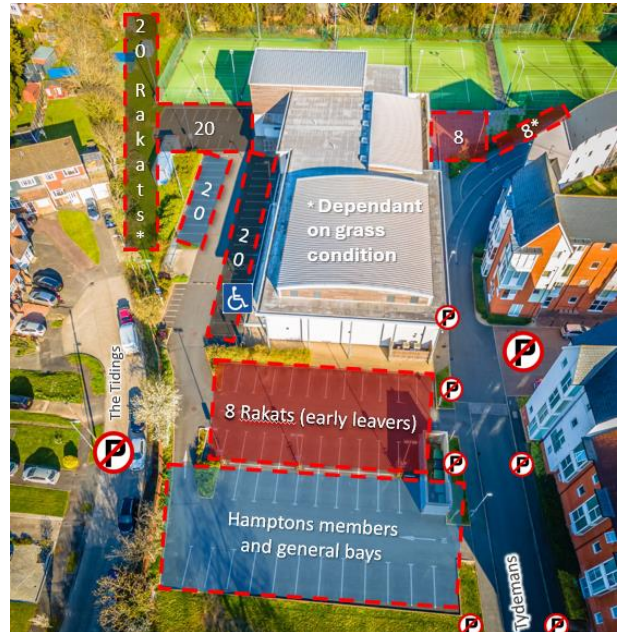 20 Rakats*
20
20
20
8
8*
* Dependant
on grass
condition
P
P
P
P
P
P
P
P
The Tidings
8 Rakats (early leavers)
Hamptons members
and general bays
Tydemans